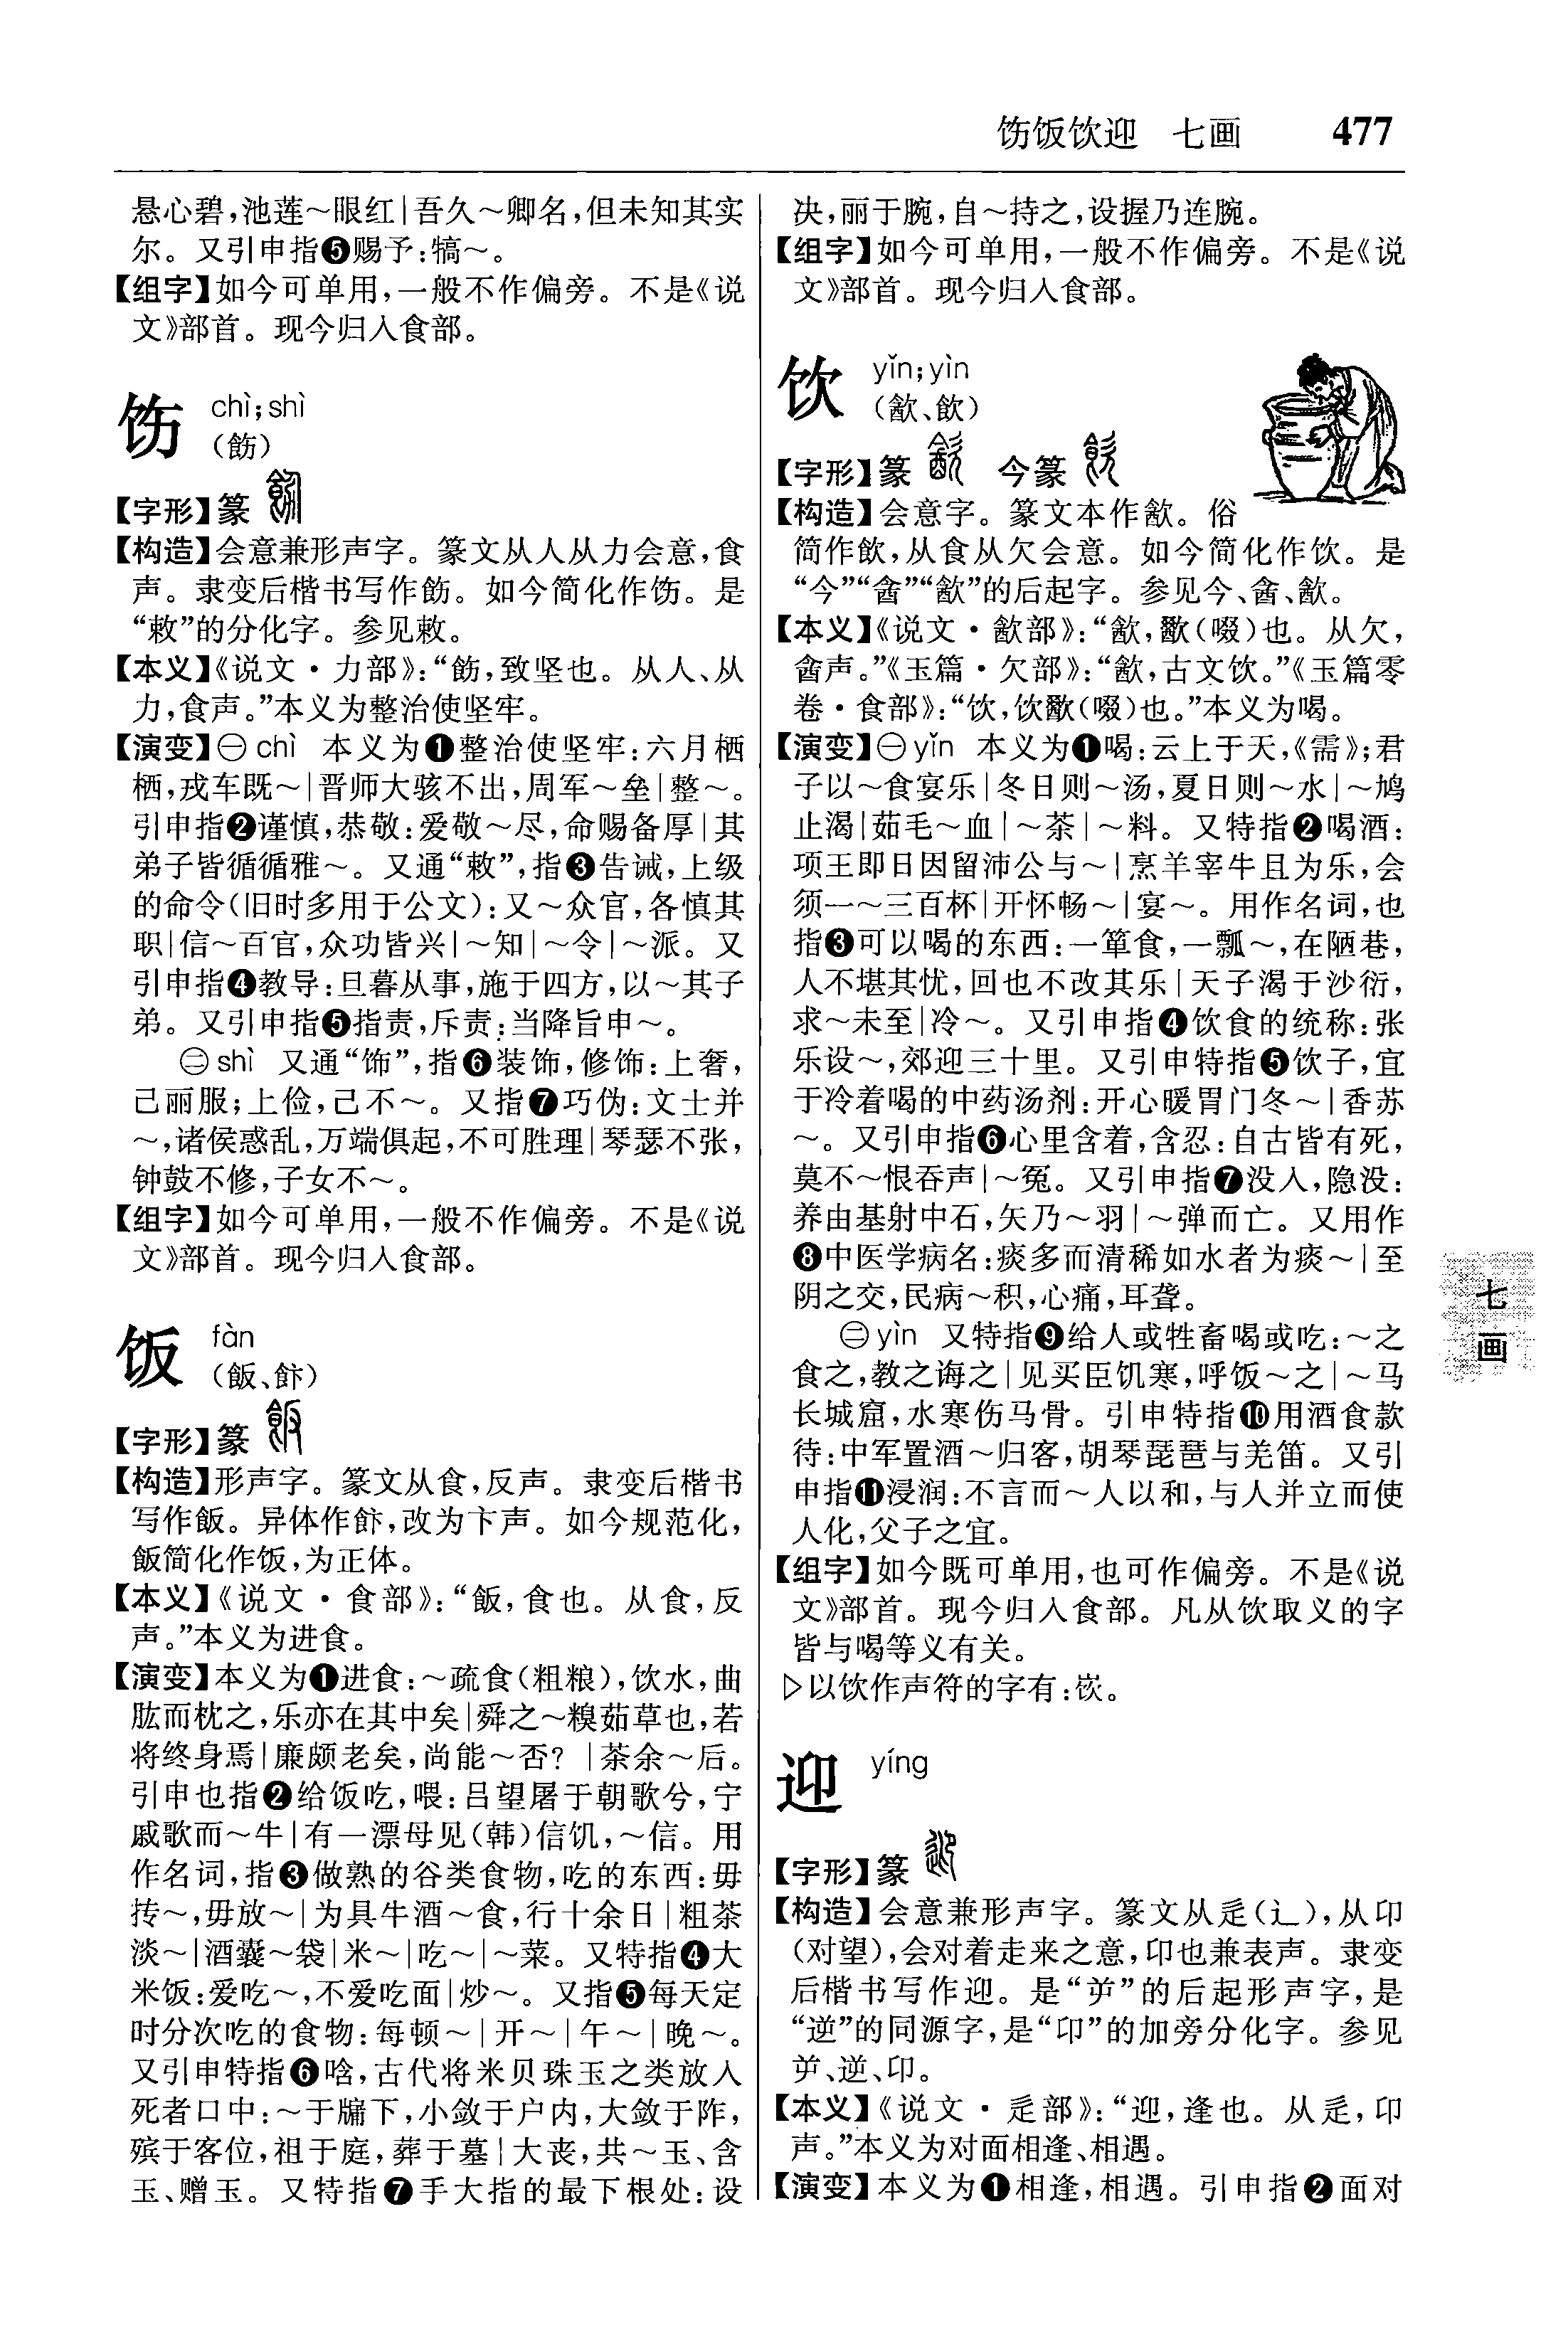 饬饭饮迎　七画　477
悬心碧，池莲～眼红|吾久～卿名，但未知其实
尔。又引申指❺赐予：犒～。
【组字】如今可单用，一般不作偏旁。不是《说
文》部首。现今归入食部。
饬 chì；shì
（飭）
【字形】篆
【构造】会意兼形声字。篆文从人从力会意，食
声。隶变后楷书写作飭。如今简化作饬。是
“敕”的分化字。参见敕。
【本义】《说文·力部》：“飭，致坚也。从人、从
力，食声。”本义为整治使坚牢。
【演变】㊀chì　本义为❶整治使坚牢：六月栖
栖，戎车既～|晋师大骇不出，周军～垒|整～。
引申指❷谨慎，恭敬：爱敬～尽，命赐备厚|其
弟子皆循循雅～。又通“敕”，指❸告诫，上级
的命令（旧时多用于公文）：又～众官，各慎其
职|信～百官，众功皆兴|～知|～令|～派。又
引申指❹教导：旦暮从事，施于四方，以～其子
弟。又引申指❺指责，斥责：当降旨申～。
㊁shì　又通“饰”，指❻装饰，修饰：上奢，
己丽服；上俭，己不～。又指❼巧伪：文士并
～，诸侯惑乱，万端俱起，不可胜理|琴瑟不张，
钟鼓不修，子女不～。
【组字】如今可单用，一般不作偏旁。不是《说
文》部首。现今归入食部。
饭 fàn
（飯、飰）
【字形】篆
【构造】形声字。篆文从食，反声。隶变后楷书
写作飯。异体作飰，改为卞声。如今规范化，
飯简化作饭，为正体。
【本义】《说文·食部》：“飯，食也。从食，反
声。”本义为进食。
【演变】本义为❶进食：～疏食（粗粮），饮水，曲
肱而枕之，乐亦在其中矣|舜之～糗茹草也，若
将终身焉|廉颇老矣，尚能～否？|茶余～后。
引申也指❷给饭吃，喂：吕望屠于朝歌兮，宁
戚歌而～牛|有一漂母见（韩）信饥，～信。用
作名词，指❸做熟的谷类食物，吃的东西：毋
抟～，毋放～|为具牛酒～食，行十余日|粗茶
淡～|酒囊～袋|米～|吃～|～菜。又特指❹大
米饭：爱吃～，不爱吃面|炒～。又指❺每天定
时分次吃的食物：每顿～|开～|午～|晚～。
又引申特指❻唅，古代将米贝珠玉之类放入
死者口中：～于牖下，小敛于户内，大敛于阼，
殡于客位，祖于庭，葬于墓|大丧，共～玉、含
玉、赠玉。又特指❼手大指的最下根处：设
决，丽于腕，自～持之，设握乃连腕。
【组字】如今可单用，一般不作偏旁。不是《说
文》部首。现今归入食部。
饮 yǐn；yìn
（㱃、飲）
【字形】篆　今篆
【构造】会意字。篆文本作㱃。俗
简作飲，从食从欠会意。如今简化作饮。是
“今”“酓”“㱃”的后起字。参见今、酓、㱃。
【本义】《说文·㱃部》：“㱃，歠（啜）也。从欠，
酓声。”《玉篇·欠部》：“㱃，古文饮。”《玉篇零
卷·食部》：“饮，饮歠（啜）也。”本义为喝。
【演变】㊀yǐn　本义为❶喝：云上于天，《需》；君
子以～食宴乐|冬日则～汤，夏日则～水|～鸩
止渴|茹毛～血|～茶|～料。又特指❷喝酒：
项王即日因留沛公与～|烹羊宰牛且为乐，会
须一～三百杯|开怀畅～|宴～。用作名词，也
指❸可以喝的东西：一箪食，一瓢～，在陋巷，
人不堪其忧，回也不改其乐|天子渴于沙衍，
求～未至|冷～。又引申指❹饮食的统称：张
乐设～，郊迎三十里。又引申特指❺饮子，宜
于冷着喝的中药汤剂：开心暖胃门冬～|香苏
～。又引申指❻心里含着，含忍：自古皆有死，
莫不～恨吞声|～冤。又引申指❼没入，隐没：
养由基射中石，矢乃～羽|～弹而亡。又用作
❽中医学病名：痰多而清稀如水者为痰～|至
阴之交，民病～积，心痛，耳聋。
㊁yìn　又特指❾给人或牲畜喝或吃：～之
食之，教之诲之|见买臣饥寒，呼饭～之|～马
长城窟，水寒伤马骨。引申特指❿用酒食款
待：中军置酒～归客，胡琴琵琶与羌笛。又引
申指⓫浸润：不言而～人以和，与人并立而使
人化，父子之宜。
【组字】如今既可单用，也可作偏旁。不是《说
文》部首。现今归入食部。凡从饮取义的字
皆与喝等义有关。
▷以饮作声符的字有：㟃。
迎 yíng
【字形】篆
【构造】会意兼形声字。篆文从辵（辶），从卬
（对望），会对着走来之意，卬也兼表声。隶变
后楷书写作迎。是“屰”的后起形声字，是
“逆”的同源字，是“卬”的加旁分化字。参见
屰、逆、卬。
【本义】《说文·辵部》：“迎，逢也。从辵，卬
声。”本义为对面相逢、相遇。
【演变】本义为❶相逢，相遇。引申指❷面对
七
画